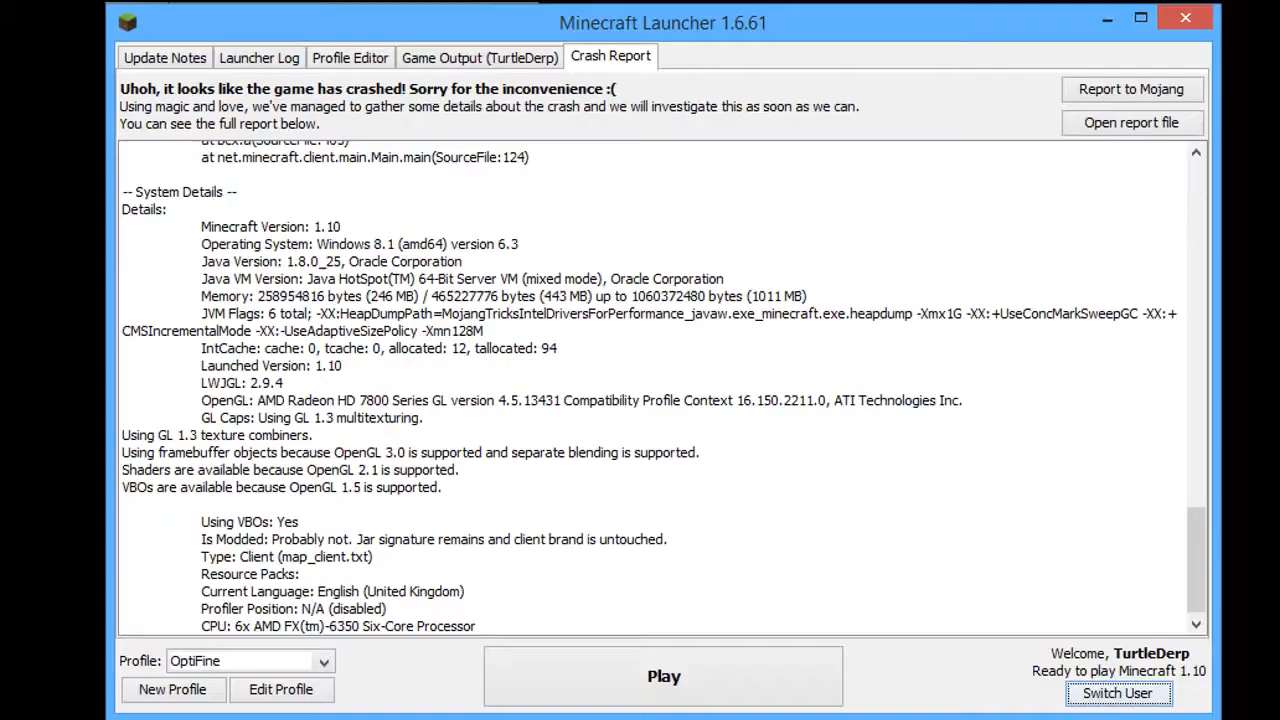 Minecraft Launcher 1.6.61
Update Notes
Launcher Log
Profile Editor
Game Output (TurtleDerp)
Crash Report
Uhoh, it looks like the game has crashed! Sorry for the inconvenience :(
Using magic and love, we've managed to gather some details about the crash and we will investigate this as soon as we can.
You can see the full report below.
Report to Mojang
Open report file
at net.minecraft.client.main.Main.main(SourceFile:124)
-- System Details --
Details:
Minecraft Version: 1.10
Operating System: Windows 8.1 (amd64) version 6.3
Java Version: 1.8.0_25, Oracle Corporation
Java VM Version: Java HotSpot(TM) 64-Bit Server VM (mixed mode), Oracle Corporation
Memory: 258954816 bytes (246 MB) / 465227776 bytes (443 MB) up to 1060372480 bytes (1011 MB)
JVM Flags: 6 total; -XX:HeapDumpPath=MojangTricksIntelDriversForPerformance_javaw.exe_minecraft.exe.heapdump -Xmx1G -XX:+UseConcMarkSweepGC -XX:+
CMSIncrementalMode -XX:-UseAdaptiveSizePolicy -Xmn128M
IntCache: cache: 0, tcache: 0, allocated: 12, tallocated: 94
Launched Version: 1.10
LWJGL: 2.9.4
OpenGL: AMD Radeon HD 7800 Series GL version 4.5.13431 Compatibility Profile Context 16.150.2211.0, ATI Technologies Inc.
GL Caps: Using GL 1.3 multitexturing.
Using GL 1.3 texture combiners.
Using framebuffer objects because OpenGL 3.0 is supported and separate blending is supported.
Shaders are available because OpenGL 2.1 is supported.
VBOs are available because OpenGL 1.5 is supported.
Using VBOs: Yes
Is Modded: Probably not. Jar signature remains and client brand is untouched.
Type: Client (map_client.txt)
Resource Packs:
Current Language: English (United Kingdom)
Profiler Position: N/A (disabled)
CPU: 6x AMD FX(tm)-6350 Six-Core Processor
Profile: OptiFine
New Profile
Edit Profile
Play
Welcome, TurtleDerp
Ready to play Minecraft 1.10
Switch User